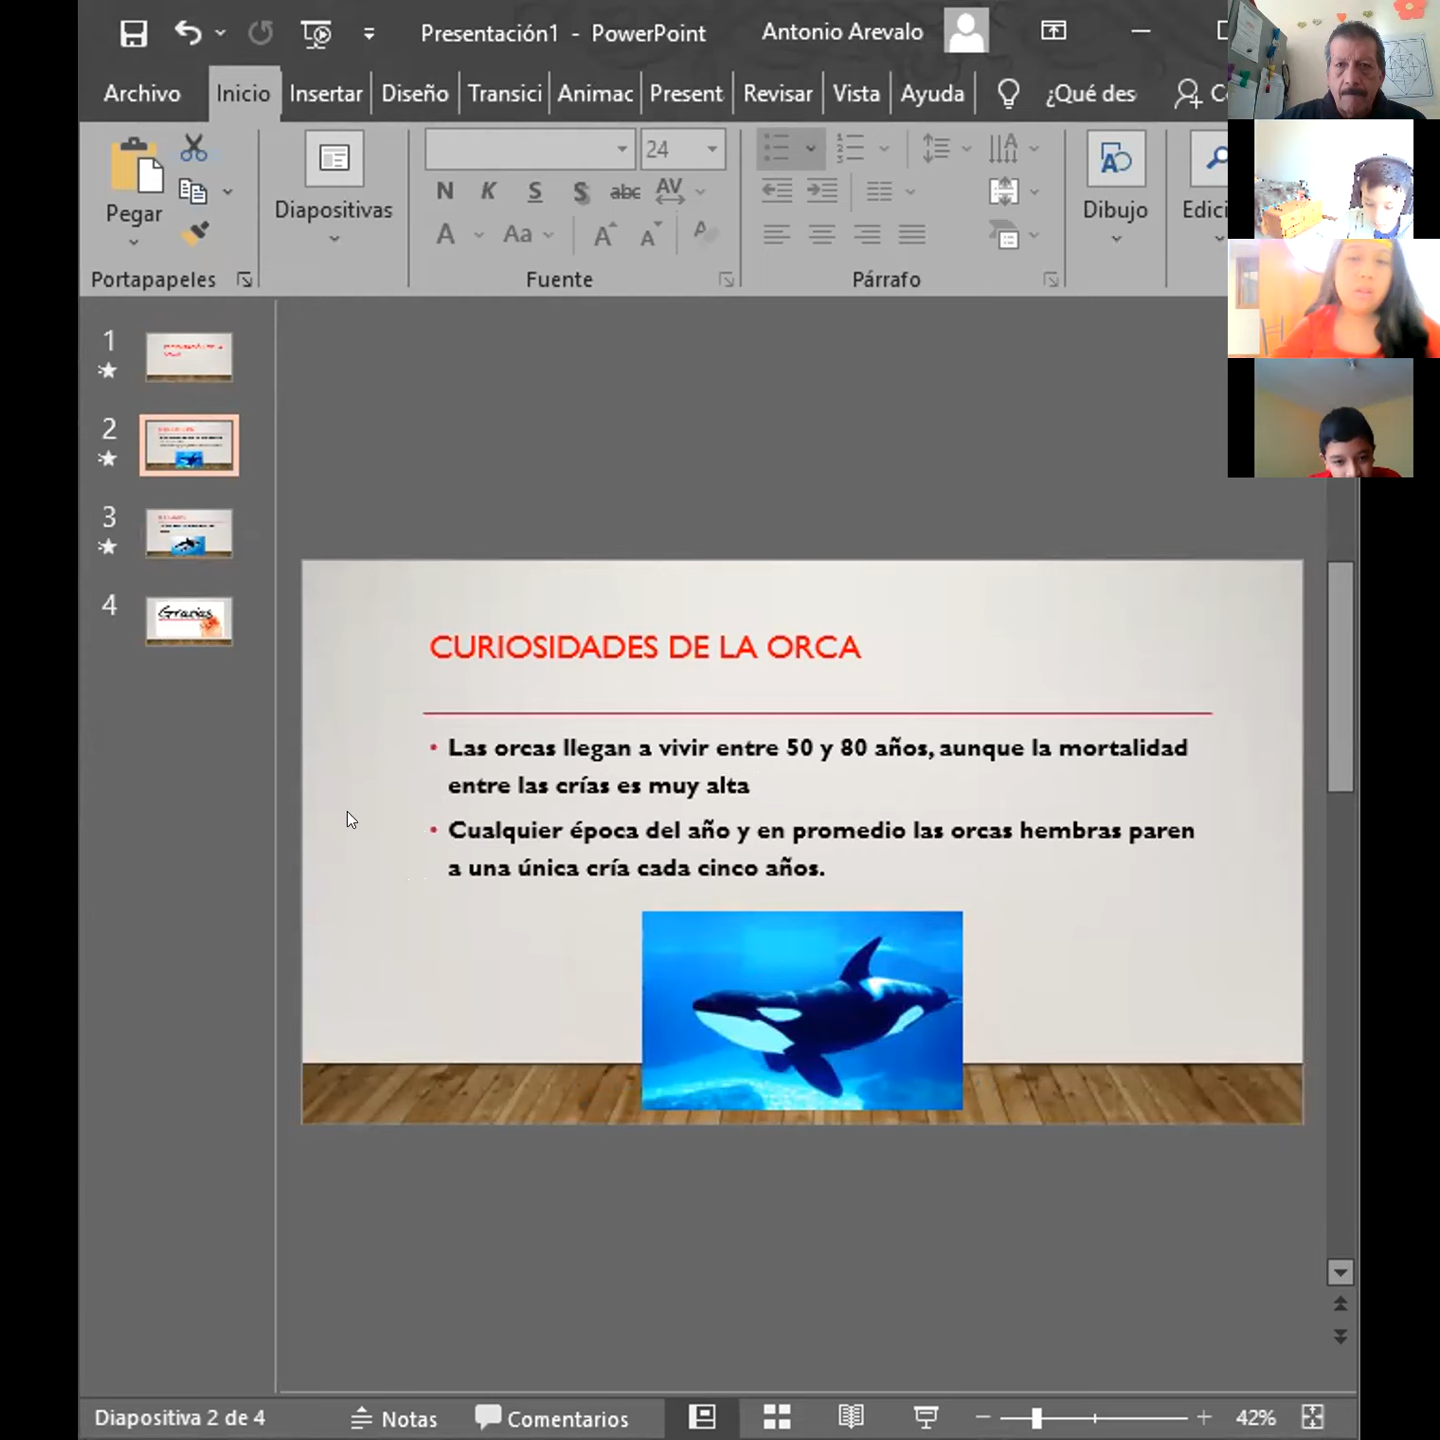 Presentación1 - PowerPoint
Antonio Arevalo
Archivo
Inicio
Insertar
Diseño
Transici
Animac
Present
Revisar
Vista
Ayuda
¿Qué des
Pegar
Portapapeles
Diapositivas
24
N K S S abc AV
A Aa A A
Fuente
Párrafo
Dibujo
Edici
1
2
3
4
Gracias
CURIOSIDADES DE LA ORCA
• Las orcas llegan a vivir entre 50 y 80 años, aunque la mortalidad
entre las crías es muy alta
• Cualquier época del año y en promedio las orcas hembras paren
a una única cría cada cinco años.
Diapositiva 2 de 4
Notas
Comentarios
42%